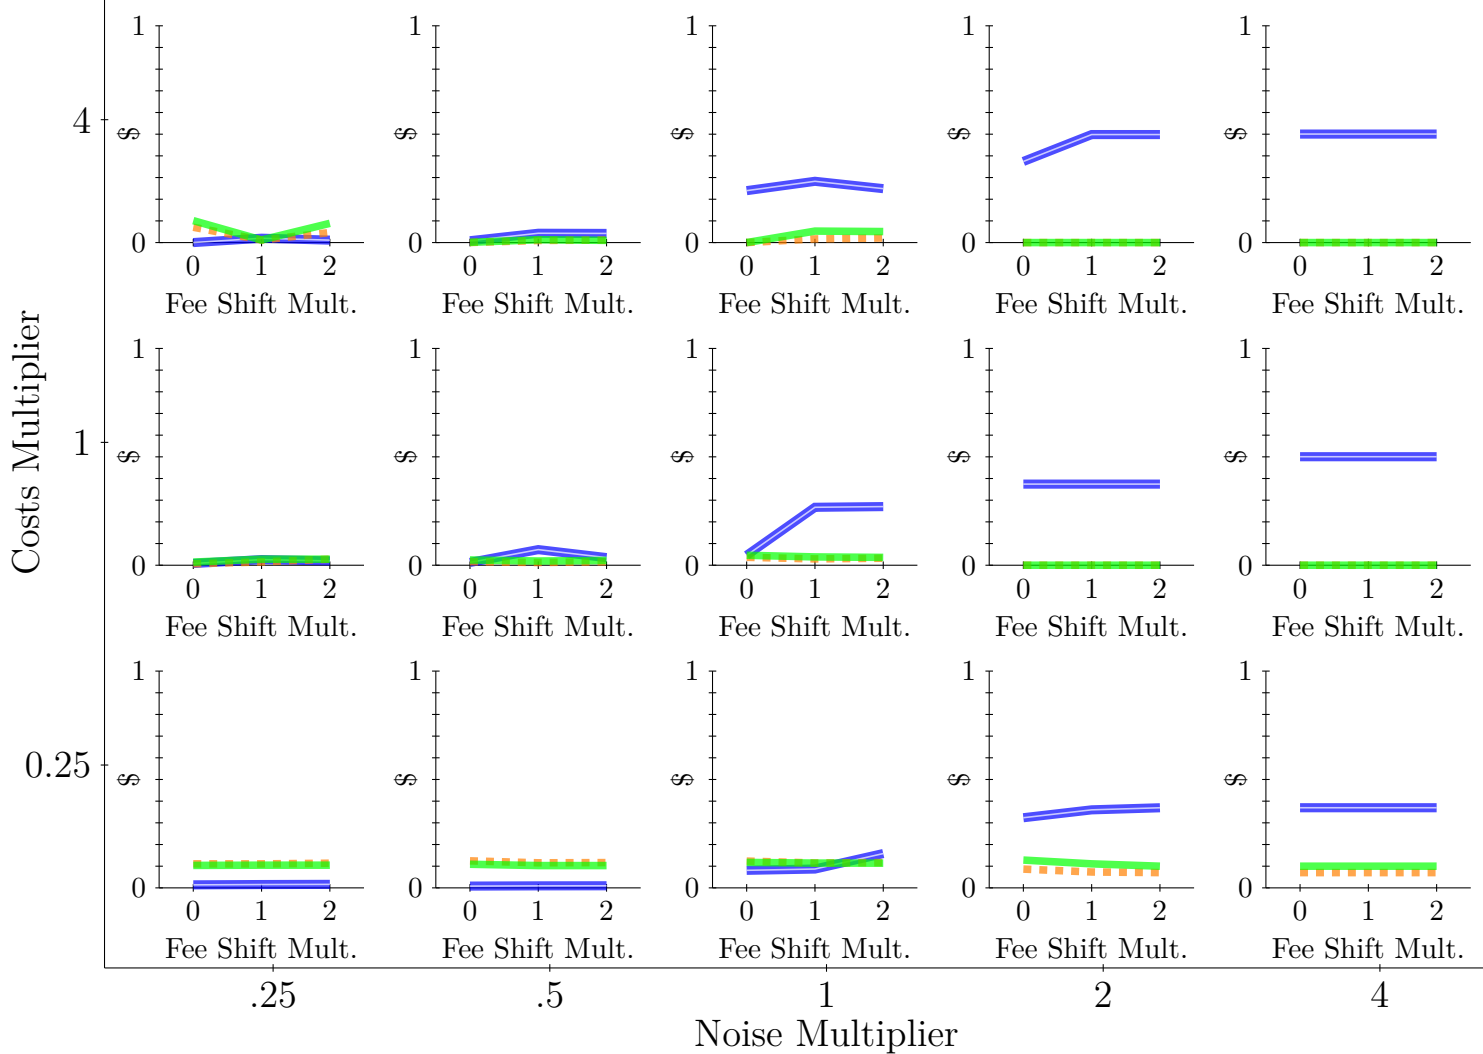 1 1 1 1 1
4 $ $ $ $ $
0 0 0 0 0
0 1 2 0 1 2 0 1 2 0 1 2 0 1 2
Fee Shift Mult. Fee Shift Mult. Fee Shift Mult. Fee Shift Mult. Fee Shift Mult.
Costs Multiplier
1 1 1 1 1
1 $ $ $ $ $
0 0 0 0 0
0 1 2 0 1 2 0 1 2 0 1 2 0 1 2
Fee Shift Mult. Fee Shift Mult. Fee Shift Mult. Fee Shift Mult. Fee Shift Mult.
1 1 1 1 1
0.25 $ $ $ $ $
0 0 0 0 0
0 1 2 0 1 2 0 1 2 0 1 2 0 1 2
Fee Shift Mult. Fee Shift Mult. Fee Shift Mult. Fee Shift Mult. Fee Shift Mult.
.25 .5 1 2 4
Noise Multiplier